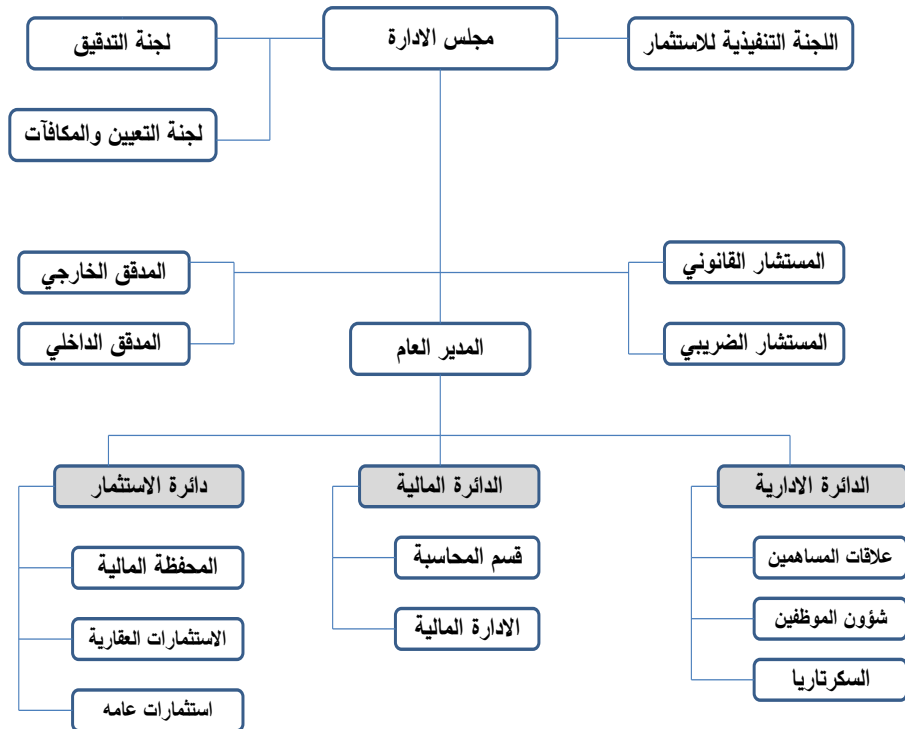 اللجنة التنفيذية للاستثمار
مجلس الادارة
لجنة التدقيق
لجنة التعيين والمكافآت
المستشار القانوني
المدقق الخارجي
المستشار الضريبي
المدير العام
المدقق الداخلي
الدائرة الادارية
الدائرة المالية
دائرة الاستثمار
علاقات المساهمين
قسم المحاسبة
المحفظة المالية
شؤون الموظفين
الادارة المالية
الاستثمارات العقارية
السكرتاريا
استثمارات عامه